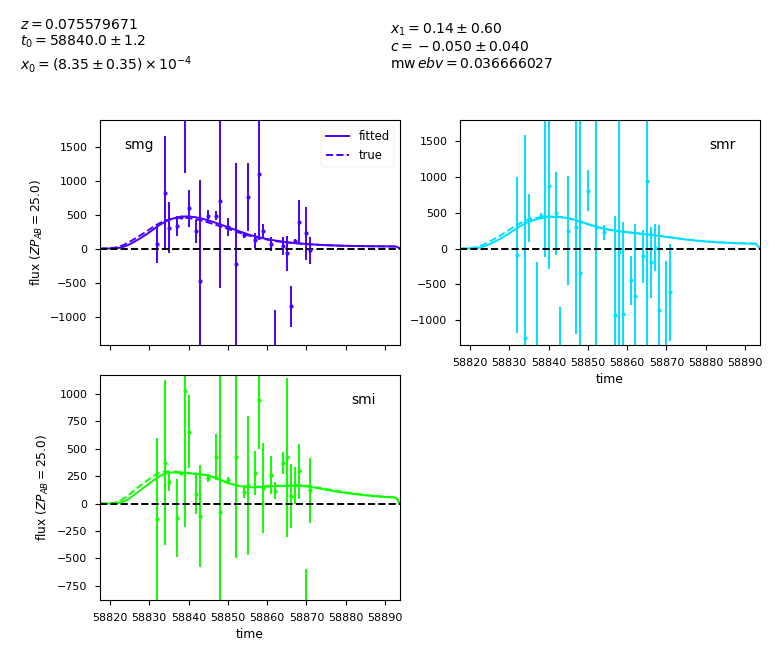 z = 0.075579671
t₀ = 58840.0 ± 1.2
x₀ = (8.35 ± 0.35) × 10⁻⁴
x₁ = 0.14 ± 0.60
c = −0.050 ± 0.040
mw ebv = 0.036666027
smg
fitted
true
1500
1000
500
0
−500
−1000
flux (ZP_AB = 25.0)
smr
1500
1000
500
0
−500
−1000
58820 58830 58840 58850 58860 58870 58880 58890
time
smi
1000
750
500
250
0
−250
−500
−750
flux (ZP_AB = 25.0)
58820 58830 58840 58850 58860 58870 58880 58890
time